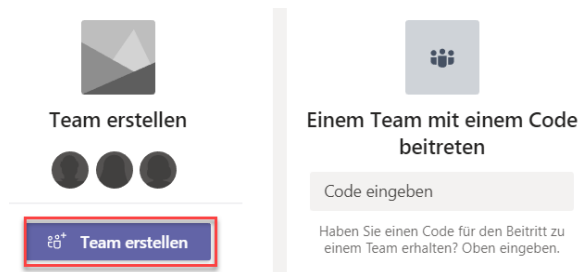 Team erstellen
Team erstellen
Einem Team mit einem Code
beitreten
Code eingeben
Haben Sie einen Code für den Beitritt zu
einem Team erhalten? Oben eingeben.